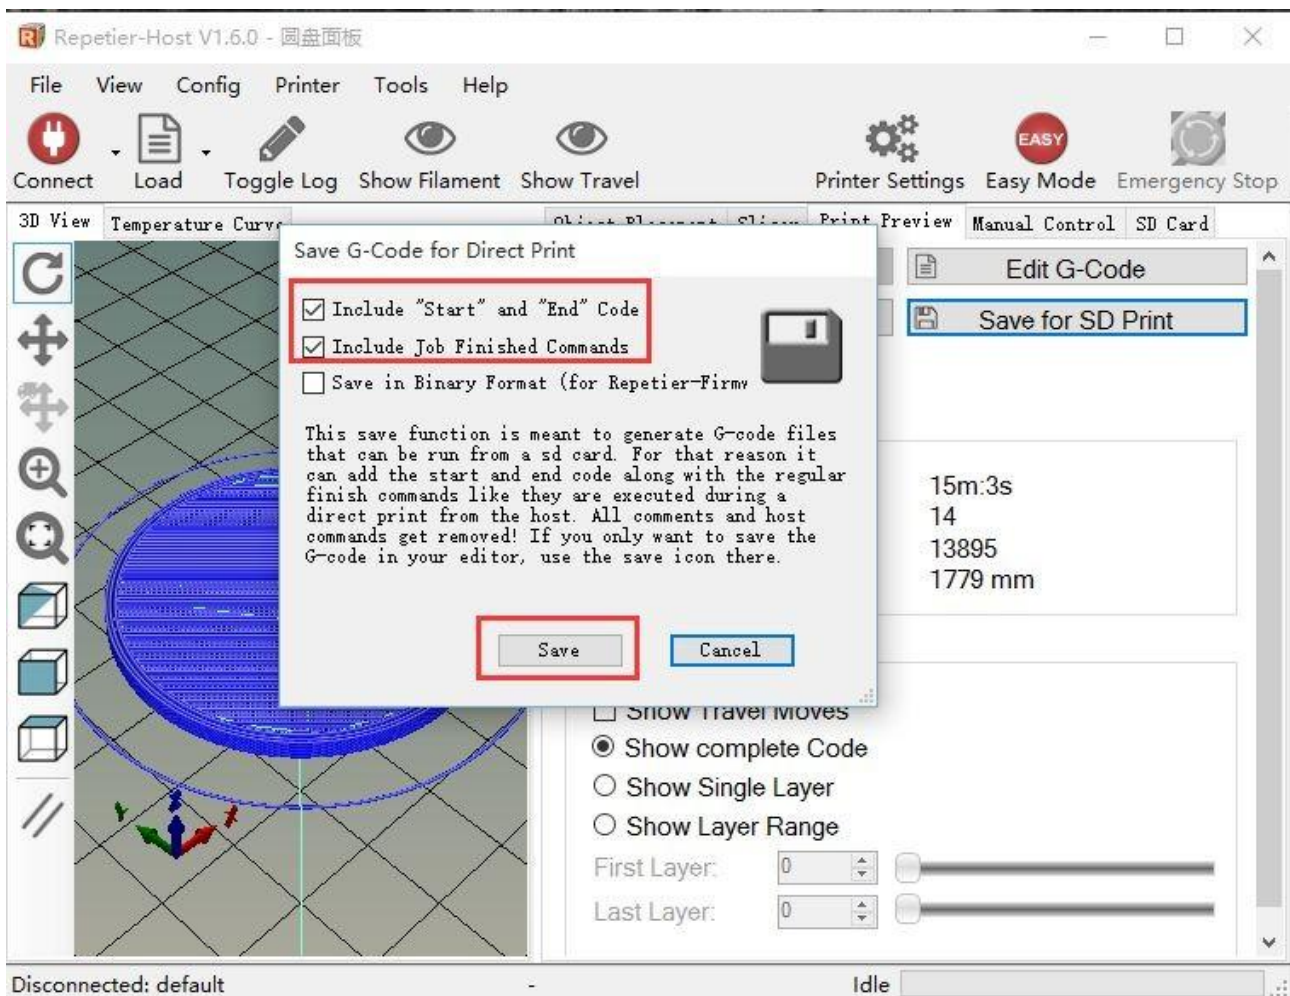 Repetier-Host V1.6.0 - 圆盘面板
File View Config Printer Tools Help
Connect Load Toggle Log Show Filament Show Travel Printer Settings EASY Easy Mode Emergency Stop
3D View Temperature Curve Object Placement Slicer Print Preview Manual Control SD Card
Save G-Code for Direct Print
Edit G-Code
Include "Start" and "End" Code
Save for SD Print
Include Job Finished Commands
Save in Binary Format (for Repetier-Firmw
This save function is meant to generate G-code files
that can be run from a sd card. For that reason it
can add the start and end code along with the regular
finish commands like they are executed during a
direct print from the host. All comments and host
commands get removed! If you only want to save the
G-code in your editor, use the save icon there.
15m:3s
14
13895
1779 mm
Save Cancel
Show Travel Moves
Show complete Code
Show Single Layer
Show Layer Range
First Layer: 0
Last Layer: 0
Disconnected: default - Idle